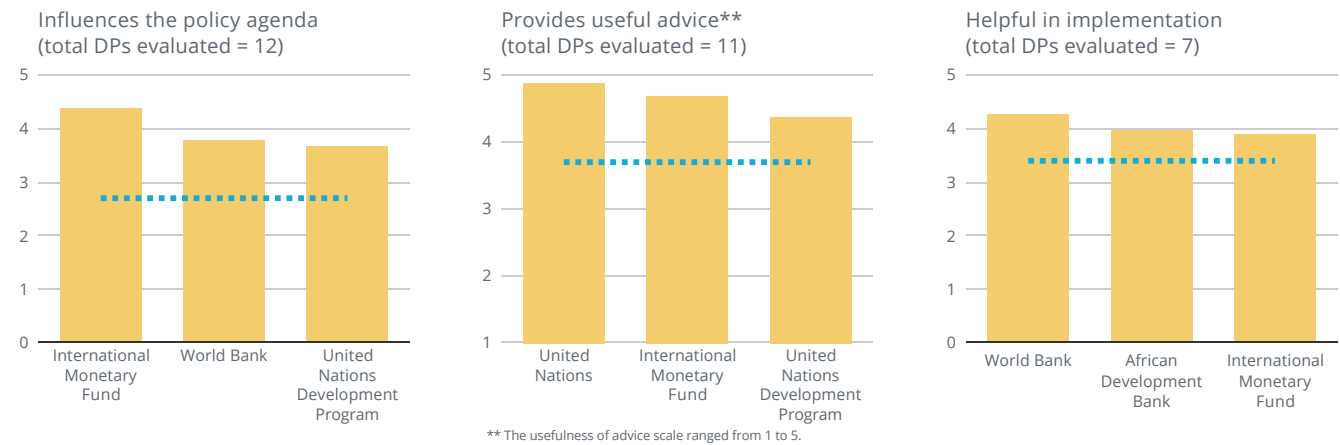 Influences the policy agenda
(total DPs evaluated = 12)
5
4
3
2
1
0
International
Monetary
Fund
World Bank
United
Nations
Development
Program
Provides useful advice**
(total DPs evaluated = 11)
5
4
3
2
1
United
Nations
International
Monetary
Fund
United
Nations
Development
Program
** The usefulness of advice scale ranged from 1 to 5.
Helpful in implementation
(total DPs evaluated = 7)
5
4
3
2
1
0
World Bank
African
Development
Bank
International
Monetary
Fund